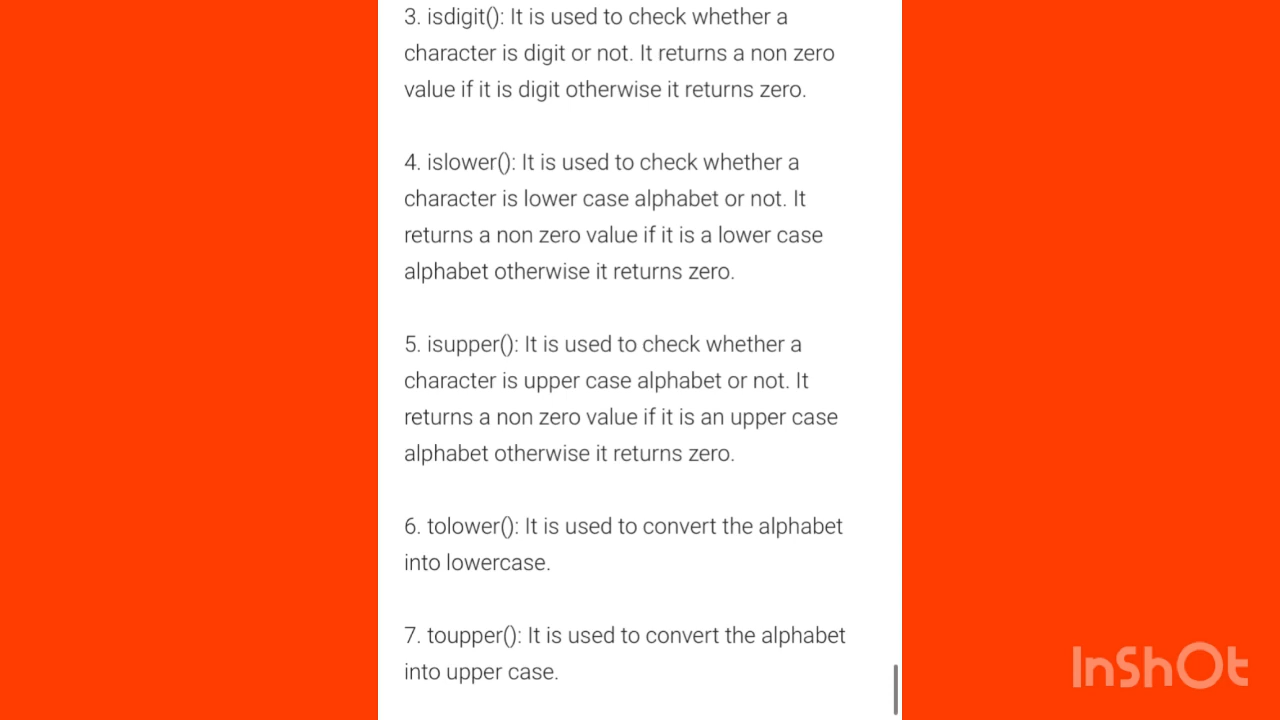 3. isdigit(): It is used to check whether a
character is digit or not. It returns a non zero
value if it is digit otherwise it returns zero.
4. islower(): It is used to check whether a
character is lower case alphabet or not. It
returns a non zero value if it is a lower case
alphabet otherwise it returns zero.
5. isupper(): It is used to check whether a
character is upper case alphabet or not. It
returns a non zero value if it is an upper case
alphabet otherwise it returns zero.
6. tolower(): It is used to convert the alphabet
into lowercase.
7. toupper(): It is used to convert the alphabet
into upper case.
InShOt